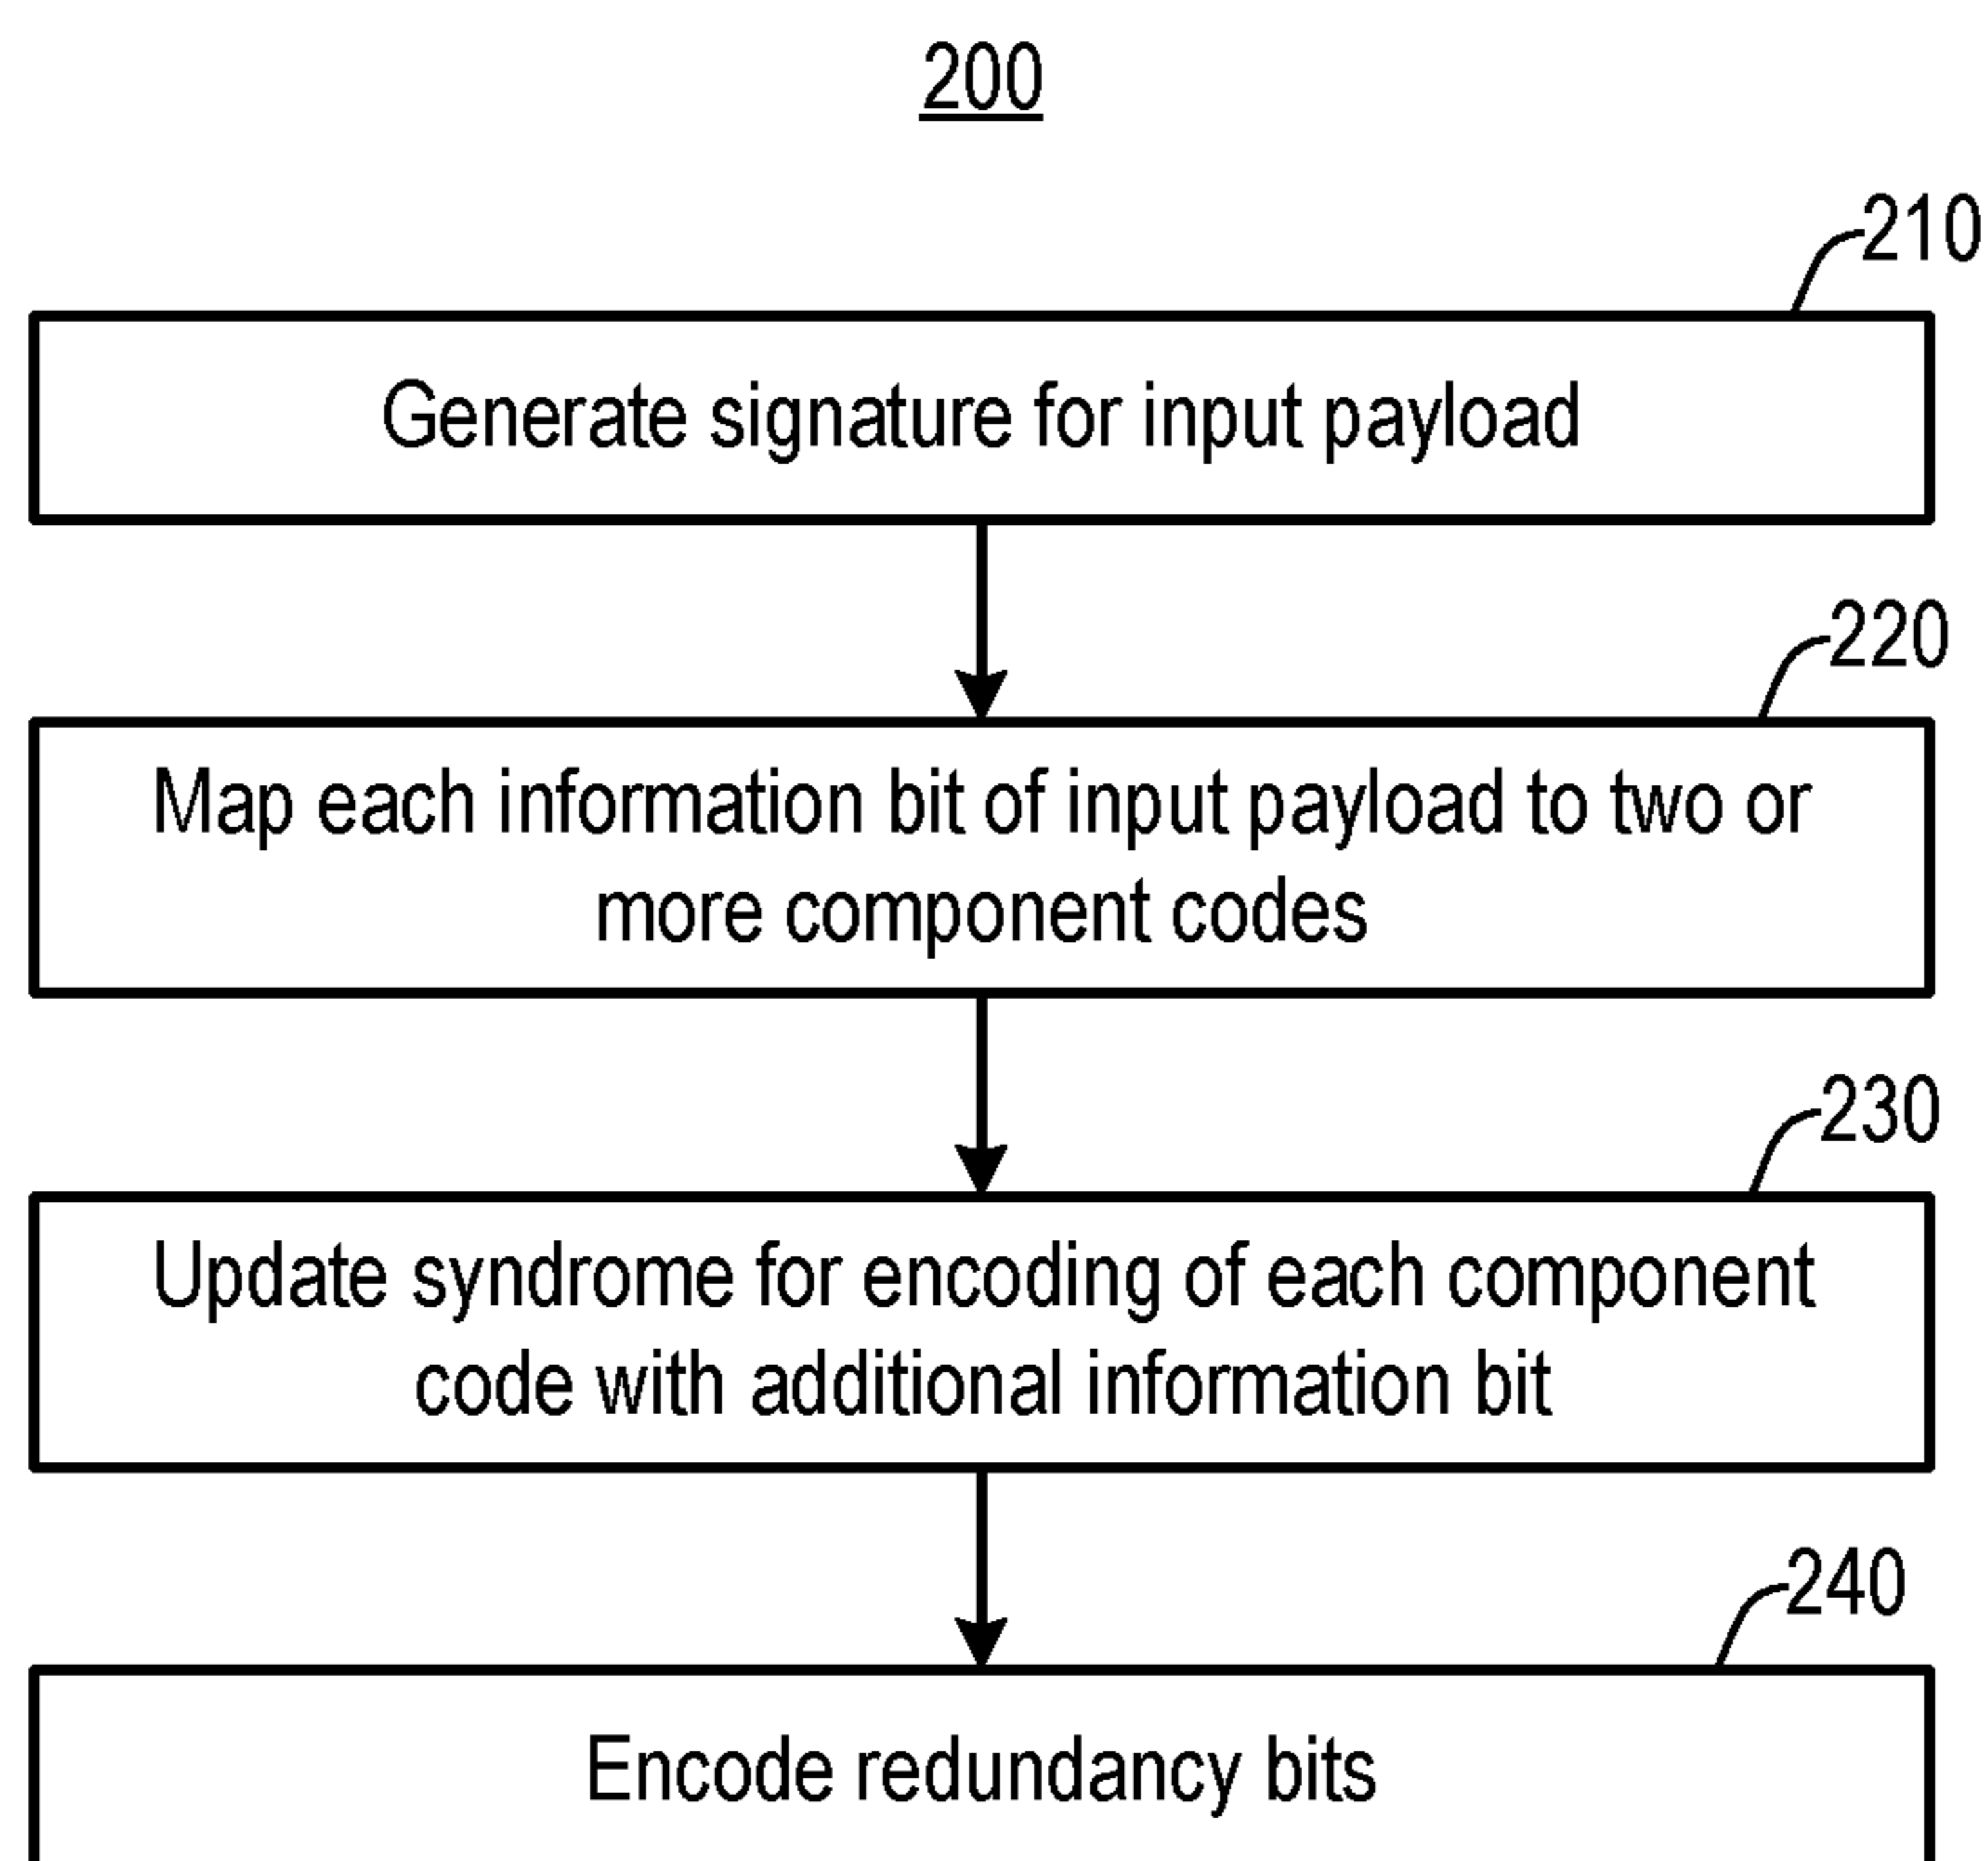 200
210
Generate signature for input payload
220
Map each information bit of input payload to two or
more component codes
230
Update syndrome for encoding of each component
code with additional information bit
240
Encode redundancy bits